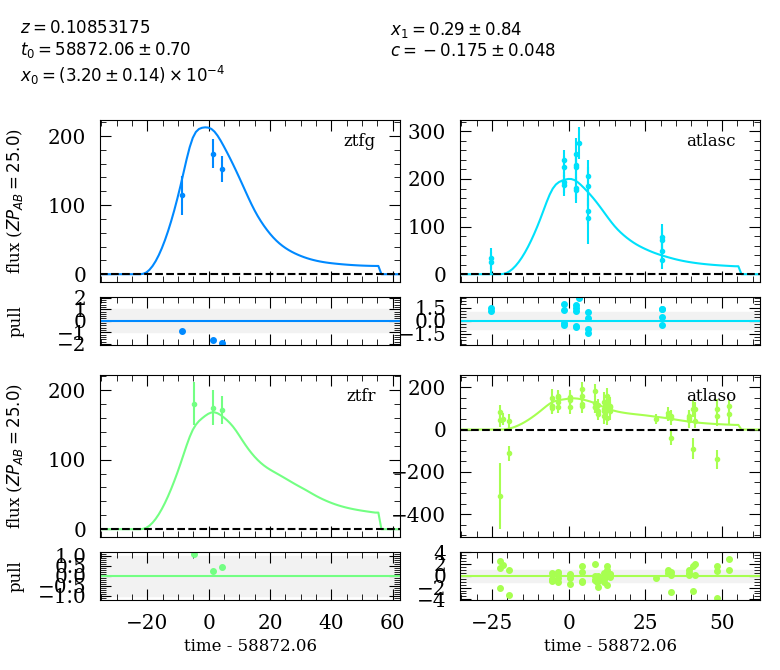 z = 0.10853175
t₀ = 58872.06 ± 0.70
x₀ = (3.20 ± 0.14) × 10⁻⁴
x₁ = 0.29 ± 0.84
c = −0.175 ± 0.048
flux (ZP_AB = 25.0)
200
100
0
ztfg
300
200
100
0
atlasc
pull
2
1
0
−1
−2
1.5
0.0
−1.5
flux (ZP_AB = 25.0)
200
100
0
ztfr
200
0
−200
−400
atlaso
pull
1.0
0.5
0.0
−0.5
−1.0
4
2
0
−2
−4
−20 0 20 40 60
−25 0 25 50
time - 58872.06
time - 58872.06